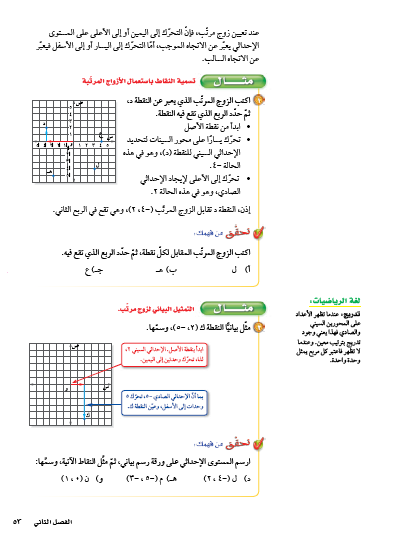 عند تعيين زوج مرتّب، فإنّ التحرّك إلى اليمين أو إلى الأعلى على المستوى
الإحداثي يعبّر عن الاتجاه الموجب، أمّا التحرّك إلى اليسار أو إلى الأسفل فيعبّر
عن الاتجاه السالب.
مثال
تسمية النقاط باستعمال الأزواج المرتّبة
١ اكتب الزوج المرتّب الذي يعبر عن النقطة د،
ثمّ حدّد الربع الذي تقع فيه النقطة.
• ابدأ من نقطة الأصل
• تحرّك يسارًا على محور السينات لتحديد
الإحداثي السيني للنقطة (د)، وهو في هذه
الحالة -٤.
• تحرّك إلى الأعلى لإيجاد الإحداثي
الصادي، وهو في هذه الحالة ٢.
إذن، النقطة د تقابل الزوج المرتّب (-٤، ٢)، وهي تقع في الربع الثاني.
تحقق من فهمك:
اكتب الزوج المرتّب المقابل لكلّ نقطة، ثمّ حدّد الربع الذي تقع فيه.
أ) ل ب) هـ جـ) ع
مثال
التمثيل البياني لزوج مرتّب.
٢ مثّل بيانيًّا النقطة ك (٢، -٥)، وسمّها.
ابدأ بنقطة الأصل. الإحداثي السيني ٢،
لذا، تحرّك وحدتين إلى اليمين.
بما أنّ الإحداثي الصادي -٥، تحرّك ٥
وحدات إلى الأسفل، وعيّن النقطة ك.
تحقق من فهمك:
ارسم المستوى الإحداثي على ورقة رسم بياني، ثمّ مثّل النقاط الآتية، وسمّها:
د) ل (-٤، ٢) هـ) م (-٥، -٣) و) ن (٠، ١)
لغة الرياضيات:
تدريج: عندما تظهر الأعداد
على المحورين السيني
والصادي فهذا يعني وجود
تدريج بترتيب معين. وعندما
لا تظهر فاعتبر كل مربع يمثل
وحدة واحدة.
الفصل الثاني ٥٣